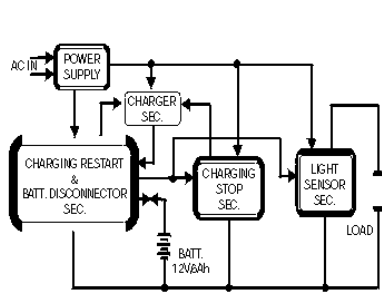 AC IN
POWER
SUPPLY
CHARGER
SEC.
CHARGING RESTART
&
BATT. DISCONNECTOR
SEC.
CHARGING
STOP
SEC.
LIGHT
SENSOR
SEC.
LOAD
BATT.
12V,6Ah